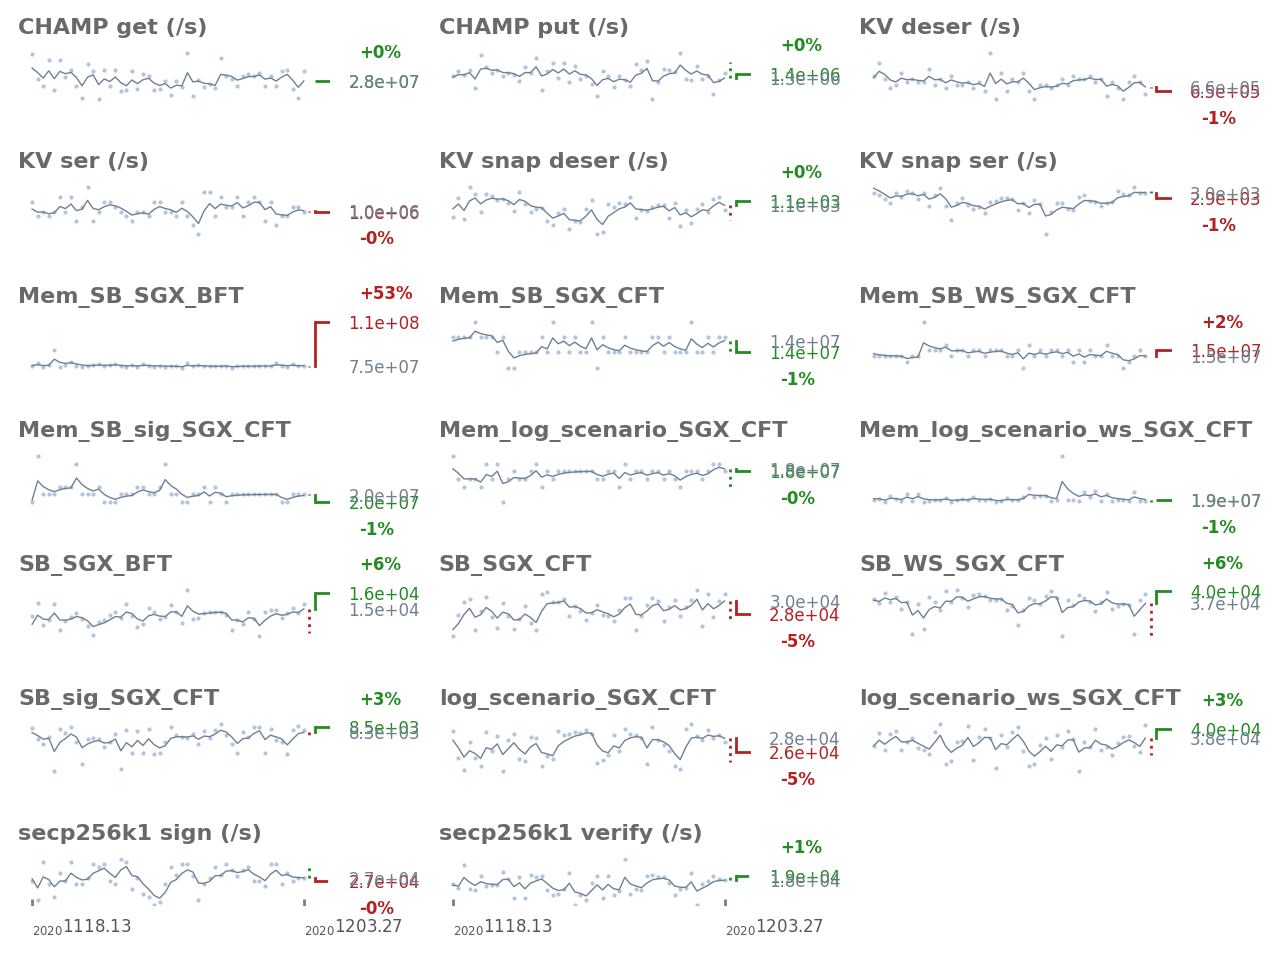 CHAMP get (/s)
+0%
2.8e+07
CHAMP put (/s)
+0%
1.4e+06
KV deser (/s)
6.6e+05
6.5e+05
-1%
KV ser (/s)
1.0e+06
-0%
KV snap deser (/s)
+0%
1.1e+03
1.1e+03
KV snap ser (/s)
3.0e+03
2.9e+03
-1%
Mem_SB_SGX_BFT
+53%
1.1e+08
7.5e+07
Mem_SB_SGX_CFT
1.4e+07
1.4e+07
-1%
Mem_SB_WS_SGX_CFT
+2%
1.5e+07
1.5e+07
Mem_SB_sig_SGX_CFT
2.0e+07
2.0e+07
-1%
Mem_log_scenario_SGX_CFT
1.8e+07
1.8e+07
-0%
Mem_log_scenario_ws_SGX_CFT
1.9e+07
-1%
SB_SGX_BFT
+6%
1.6e+04
1.5e+04
SB_SGX_CFT
3.0e+04
2.8e+04
-5%
SB_WS_SGX_CFT
+6%
4.0e+04
3.7e+04
SB_sig_SGX_CFT
+3%
8.5e+03
8.3e+03
log_scenario_SGX_CFT
2.8e+04
2.6e+04
-5%
log_scenario_ws_SGX_CFT
+3%
4.0e+04
3.8e+04
secp256k1 sign (/s)
2.7e+04
2.7e+04
-0%
secp256k1 verify (/s)
+1%
1.9e+04
1.8e+04
2020 1118.13
2020 1203.27
2020 1118.13
2020 1203.27